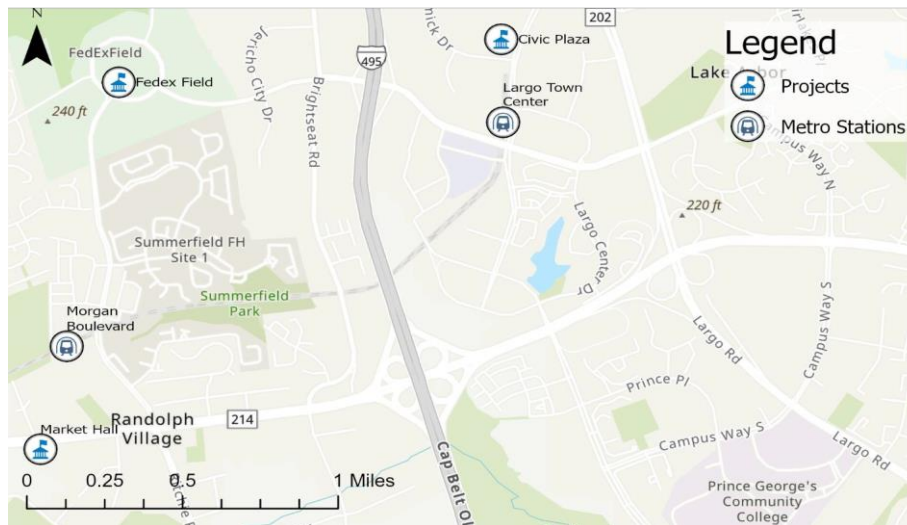 N
FedExField
Fedex Field
240 ft
Jericho City Dr
Brightseat Rd
495
202
Civic Plaza
Largo Town
Center
Legend
Projects
Metro Stations
Campus Way N
220 ft
Summerfield FH
Site 1
Largo Center
Dr
Summerfield
Park
Morgan
Boulevard
Campus Way S
Largo Rd
Prince Pl
Market Hall
Randolph
Village
214
Campus Way S
Largo Rd
Prince George's
Community
College
0 0.25 0.5 1 Miles